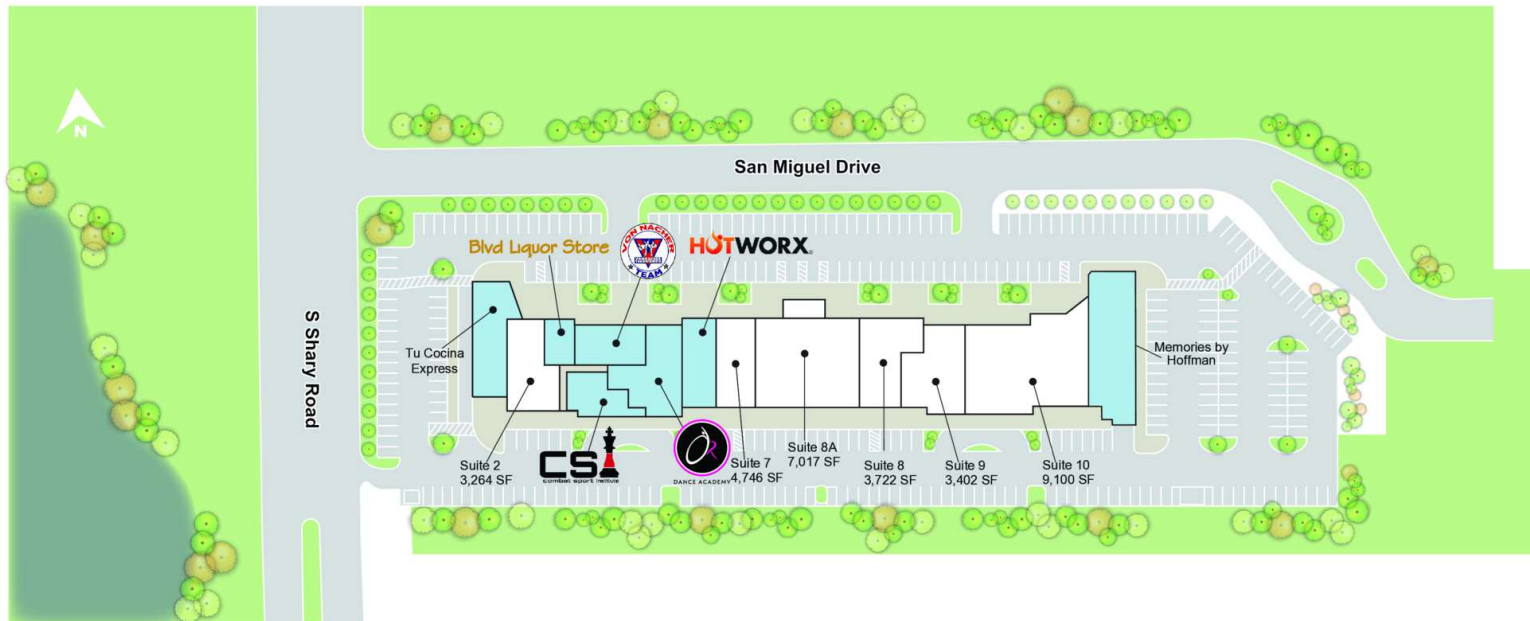 N
San Miguel Drive
S Shary Road
Blvd Liquor Store
VON NACHER
TEAM
HOTWORX
Tu Cocina
Express
Memories by
Hoffman
Suite 2
3,264 SF
CSI
combat sport institute
DANCE ACADEMY
Suite 7
4,746 SF
Suite 8A
7,017 SF
Suite 8
3,722 SF
Suite 9
3,402 SF
Suite 10
9,100 SF